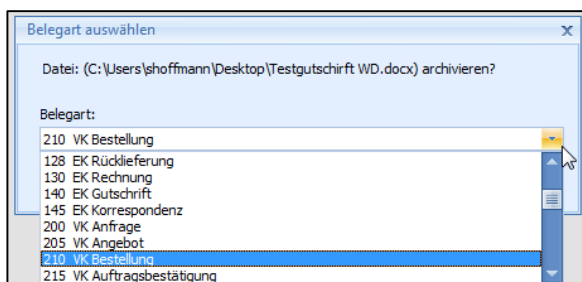 Belegart auswählen
Datei: (C:\Users\shoffmann\Desktop\Testgutschirft WD.docx) archivieren?
Belegart:
210 VK Bestellung
128 EK Rücklieferung
130 EK Rechnung
140 EK Gutschrift
145 EK Korrespondenz
200 VK Anfrage
205 VK Angebot
210 VK Bestellung
215 VK Auftragsbestätigung